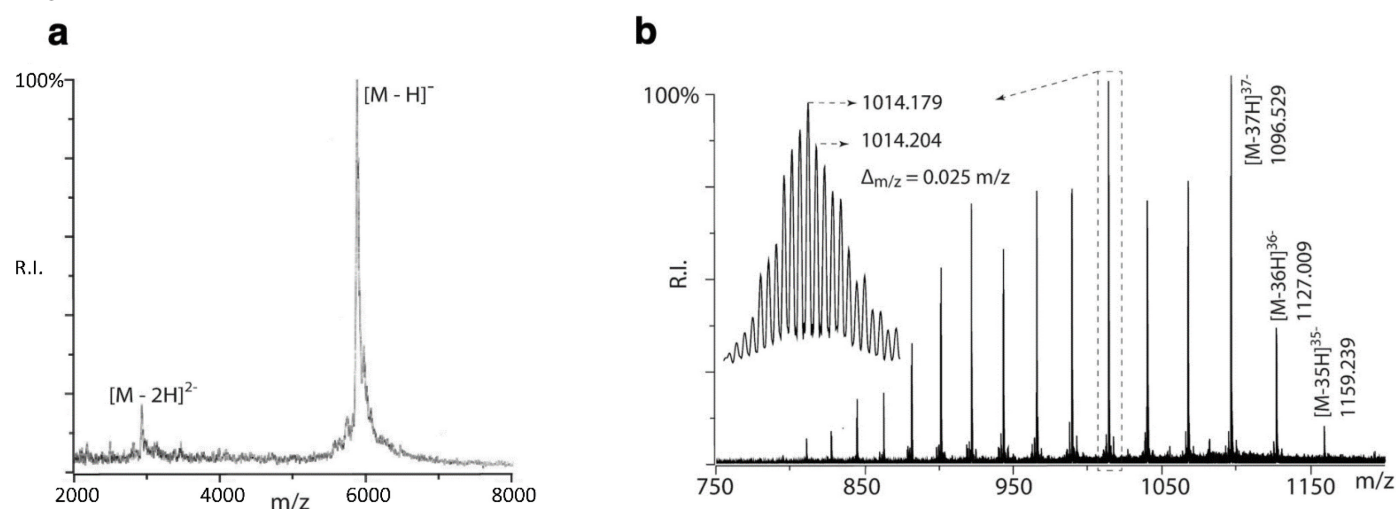 a
100%
[M - H]⁻
R.I.
[M - 2H]²⁻
2000
4000
6000
8000
m/z
b
100%
1014.179
1014.204
Δm/z = 0.025 m/z
R.I.
[M-37H]³⁷⁻
1096.529
[M-36H]³⁶⁻
1127.009
[M-35H]³⁵⁻
1159.239
750
850
950
1050
1150
m/z